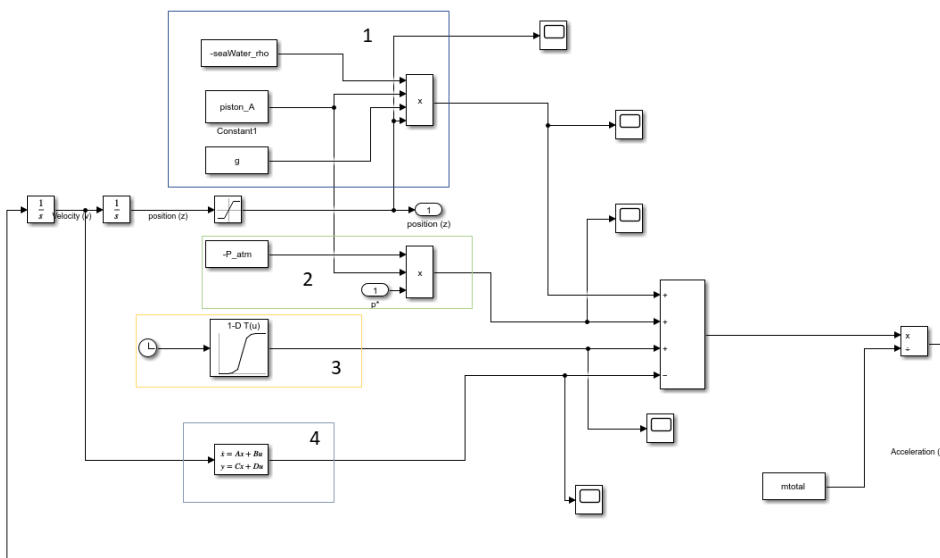 1
-seaWater_rho
piston_A
Constant1
x
g
1
s
Velocity (v)
1
s
position (z)
1
position (z)
-P_atm
2
x
1
p*
1-D T(u)
3
+
+
+
−
x
÷
4
ẋ = Ax + Bu
y = Cx + Du
mtotal
Acceleration (